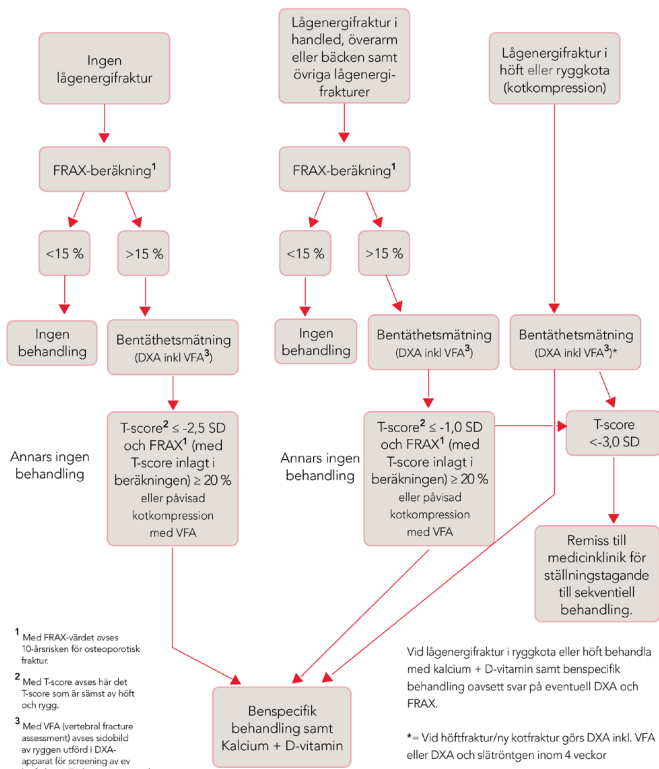 Ingen
lågenergifraktur
Lågenergifraktur i
handled, överarm
eller bäcken samt
övriga lågenergi-
frakturer
Lågenergifraktur i
höft eller ryggkota
(kotkompression)
FRAX-beräkning¹
FRAX-beräkning¹
<15 %
>15 %
<15 %
>15 %
Ingen
behandling
Bentäthetsmätning
(DXA inkl VFA³)
Ingen
behandling
Bentäthetsmätning
(DXA inkl VFA³)
Bentäthetsmätning
(DXA inkl VFA³)*
Annars ingen
behandling
T-score² ≤ -2,5 SD
och FRAX¹ (med
T-score inlagt i
beräkningen) ≥ 20 %
eller påvisad
kotkompression
med VFA
Annars ingen
behandling
T-score² ≤ -1,0 SD
och FRAX¹ (med
T-score inlagt i
beräkningen) ≥ 20 %
eller påvisad
kotkompression
med VFA
T-score
<-3,0 SD
Remiss till
medicinklinik för
ställningstagande
till sekventiell
behandling.
¹ Med FRAX-värdet avses
10-årsrisken för osteoporotisk
fraktur.
² Med T-score avses här det
T-score som är sämst av höft
och rygg.
³ Med VFA (vertebral fracture
assessment) avses sidobild
av ryggen utförd i DXA-
apparat för screening av ev
Benspecifik
behandling samt
Kalcium + D-vitamin
Vid lågenergifraktur i ryggkota eller höft behandla
med kalcium + D-vitamin samt benspecifik
behandling oavsett svar på eventuell DXA och
FRAX.
*= Vid höftfraktur/ny kotfraktur görs DXA inkl. VFA
eller DXA och slätröntgen inom 4 veckor